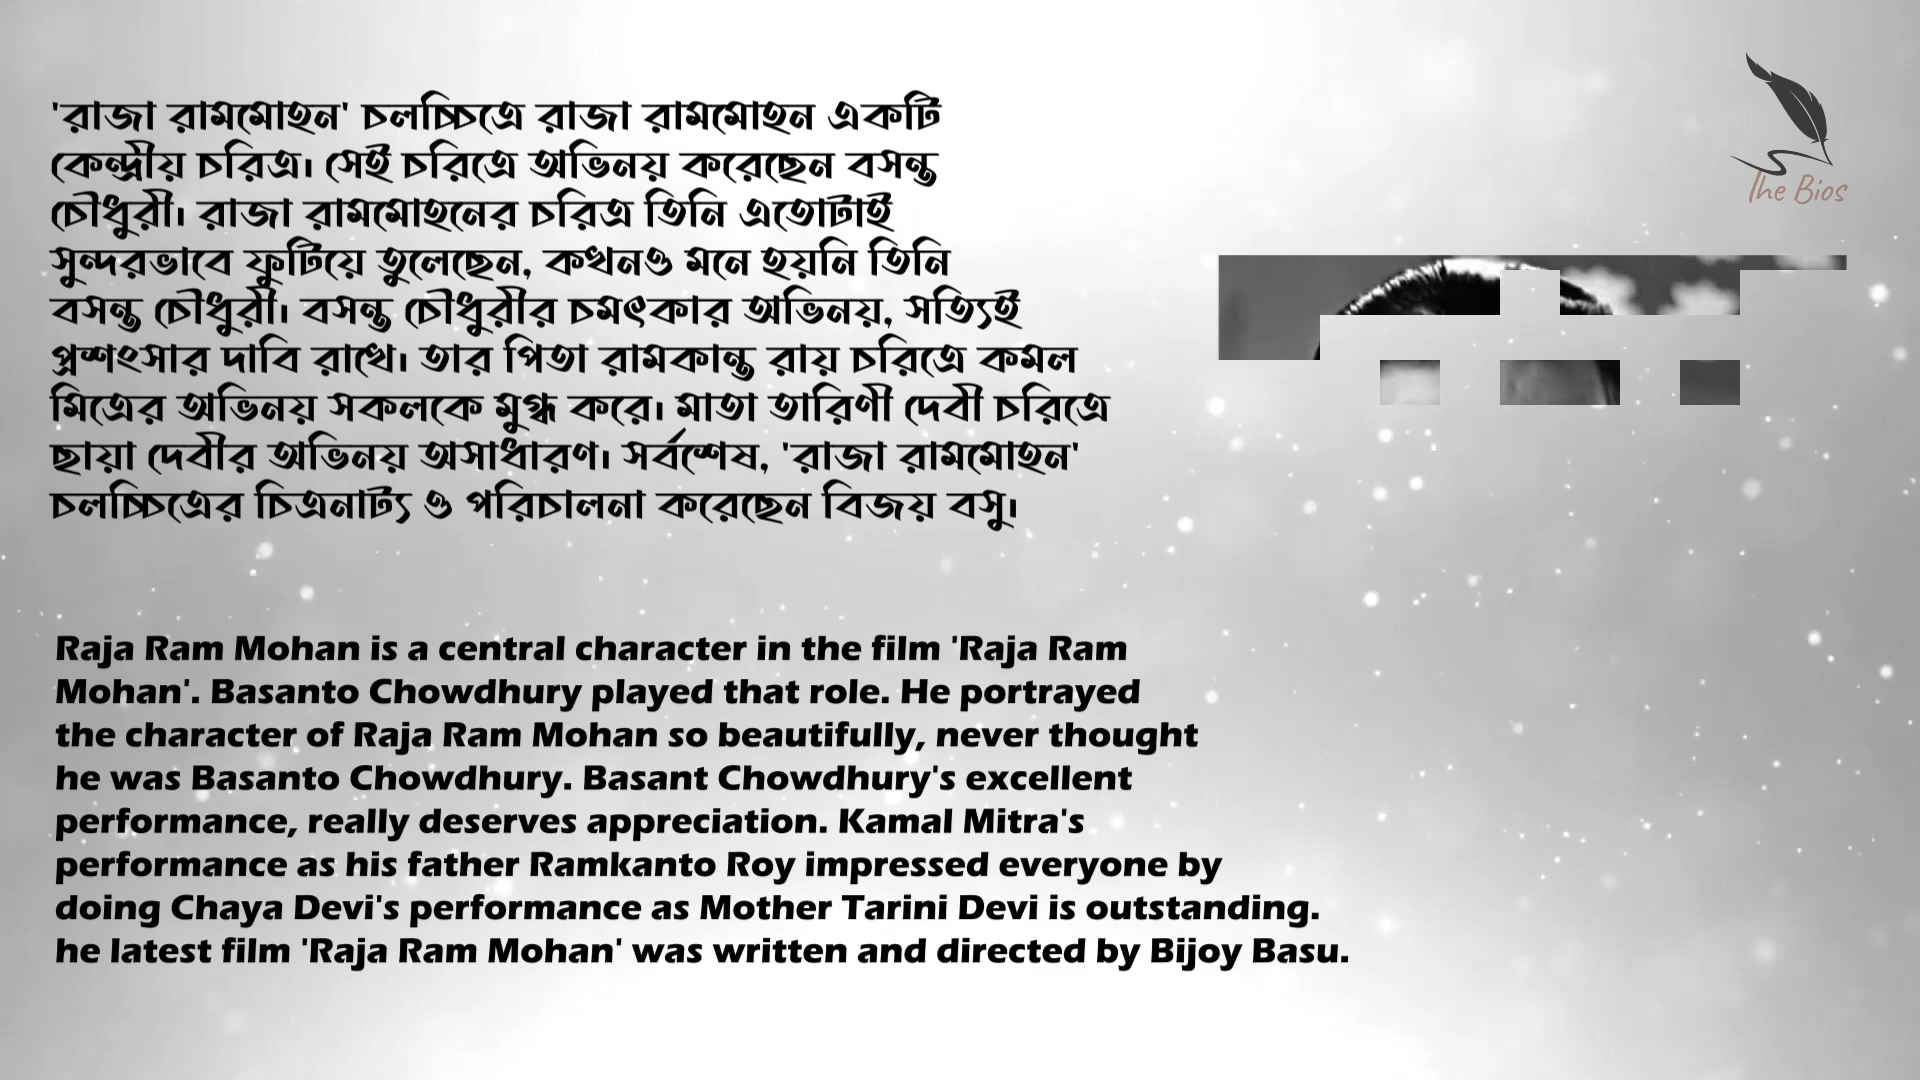 'রাজা রামমোহন' চলচ্চিত্রে রাজা রামমোহন একটি
কেন্দ্রীয় চরিত্র। সেই চরিত্রে অভিনয় করেছেন বসন্ত
চৌধুরী। রাজা রামমোহনের চরিত্র তিনি এতোটাই
সুন্দরভাবে ফুটিয়ে তুলেছেন, কখনও মনে হয়নি তিনি
বসন্ত চৌধুরী। বসন্ত চৌধুরীর চমৎকার অভিনয়, সত্যিই
প্রশংসার দাবি রাখে। তার পিতা রামকান্ত রায় চরিত্রে কমল
মিত্রের অভিনয় সকলকে মুগ্ধ করে। মাতা তারিণী দেবী চরিত্রে
ছায়া দেবীর অভিনয় অসাধারণ। সর্বশেষ, 'রাজা রামমোহন'
চলচ্চিত্রের চিত্রনাট্য ও পরিচালনা করেছেন বিজয় বসু।
The Bios
Raja Ram Mohan is a central character in the film 'Raja Ram
Mohan'. Basanto Chowdhury played that role. He portrayed
the character of Raja Ram Mohan so beautifully, never thought
he was Basanto Chowdhury. Basant Chowdhury's excellent
performance, really deserves appreciation. Kamal Mitra's
performance as his father Ramkanto Roy impressed everyone by
doing Chaya Devi's performance as Mother Tarini Devi is outstanding.
he latest film 'Raja Ram Mohan' was written and directed by Bijoy Basu.